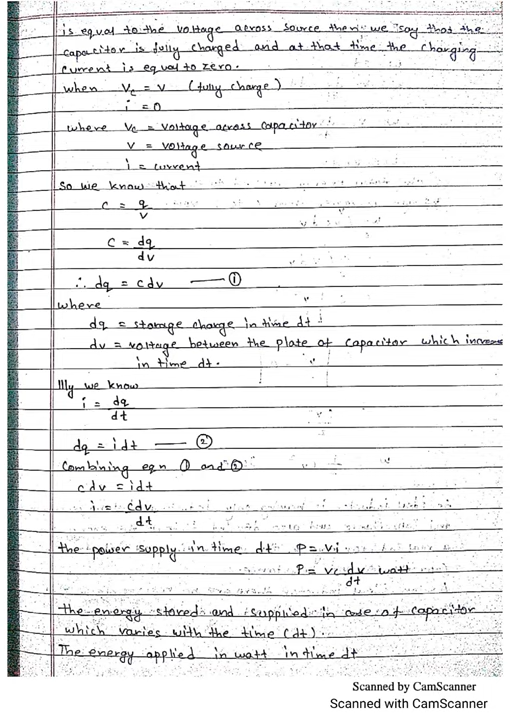 is equal to the voltage across source then we say that the
capacitor is fully charged and at that time the charging
current is equal to zero.
when Vc = V (fully charge)
i = 0
where Vc = voltage across capacitor
V = voltage source
i = current
So we know that
C = q/V
C = dq/dv
∴ dq = cdv —— ①
where
dq = storage charge in time dt
dv = voltage between the plate of capacitor which increase
in time dt.
|||ly we know
i = dq/dt
dq = idt —— ②
Combining eqn ① and ②
cdv = idt
i = cdv/dt
the power supply in time dt P = Vi
P = vc dv/dt watt
the energy stored and supplied in case of capacitor
which varies with the time (dt).
The energy applied in watt in time dt
Scanned by CamScanner
Scanned with CamScanner